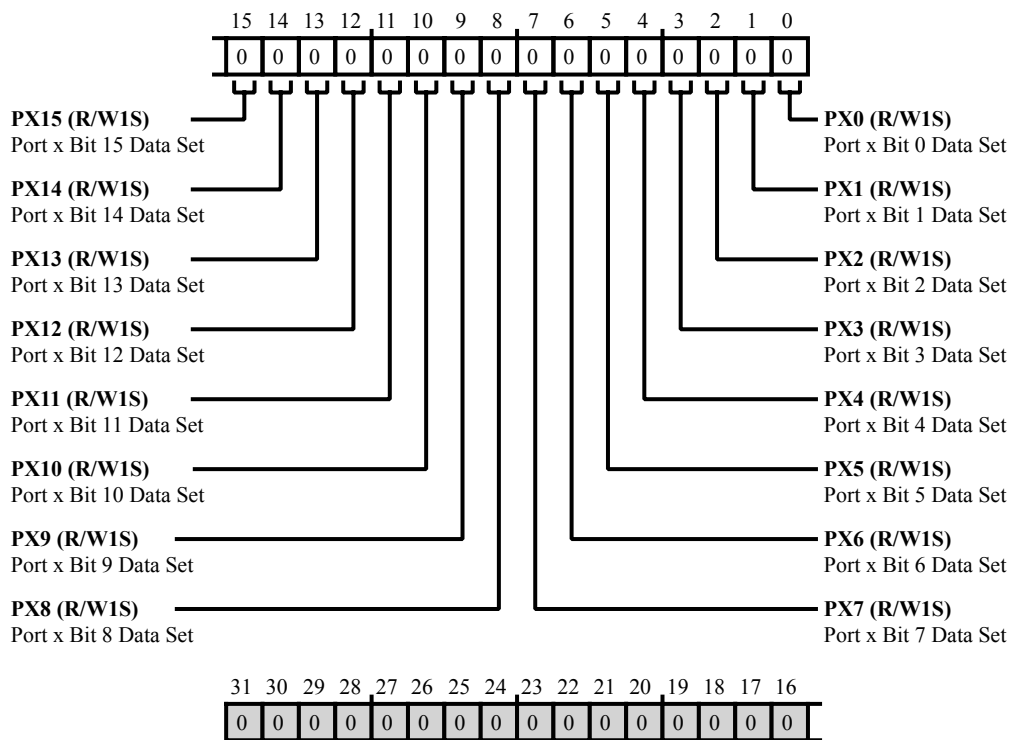 15 14 13 12 11 10 9 8 7 6 5 4 3 2 1 0
0 0 0 0 0 0 0 0 0 0 0 0 0 0 0 0
PX15 (R/W1S)
Port x Bit 15 Data Set
PX0 (R/W1S)
Port x Bit 0 Data Set
PX14 (R/W1S)
Port x Bit 14 Data Set
PX1 (R/W1S)
Port x Bit 1 Data Set
PX13 (R/W1S)
Port x Bit 13 Data Set
PX2 (R/W1S)
Port x Bit 2 Data Set
PX12 (R/W1S)
Port x Bit 12 Data Set
PX3 (R/W1S)
Port x Bit 3 Data Set
PX11 (R/W1S)
Port x Bit 11 Data Set
PX4 (R/W1S)
Port x Bit 4 Data Set
PX10 (R/W1S)
Port x Bit 10 Data Set
PX5 (R/W1S)
Port x Bit 5 Data Set
PX9 (R/W1S)
Port x Bit 9 Data Set
PX6 (R/W1S)
Port x Bit 6 Data Set
PX8 (R/W1S)
Port x Bit 8 Data Set
PX7 (R/W1S)
Port x Bit 7 Data Set
31 30 29 28 27 26 25 24 23 22 21 20 19 18 17 16
0 0 0 0 0 0 0 0 0 0 0 0 0 0 0 0